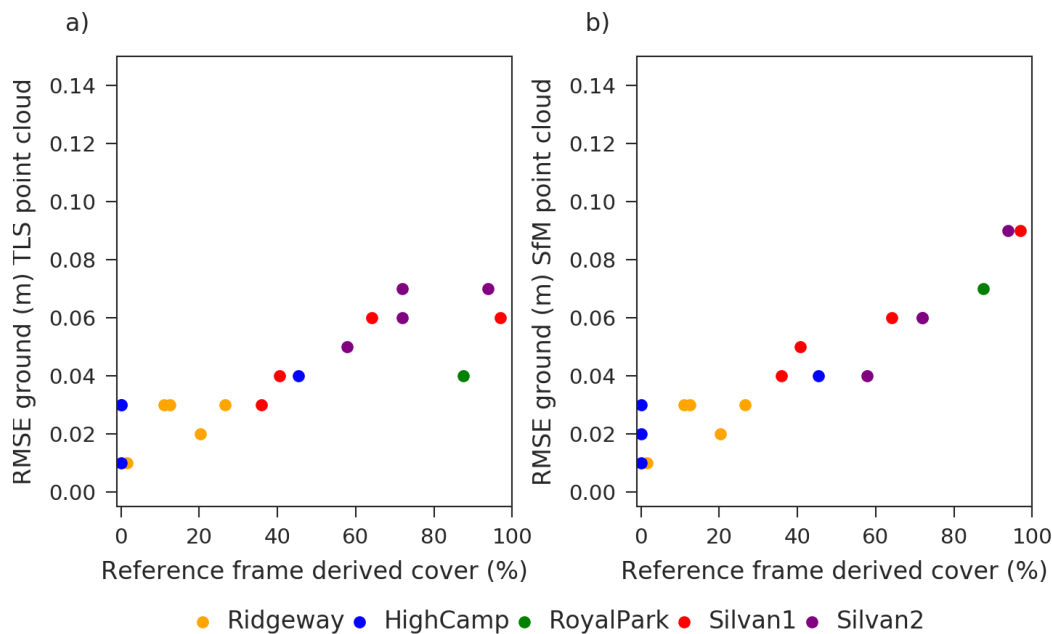 a)
b)
RMSE ground (m) TLS point cloud
0.14
0.12
0.10
0.08
0.06
0.04
0.02
0.00
0 20 40 60 80 100
Reference frame derived cover (%)
RMSE ground (m) SfM point cloud
0.14
0.12
0.10
0.08
0.06
0.04
0.02
0.00
0 20 40 60 80 100
Reference frame derived cover (%)
Ridgeway HighCamp RoyalPark Silvan1 Silvan2